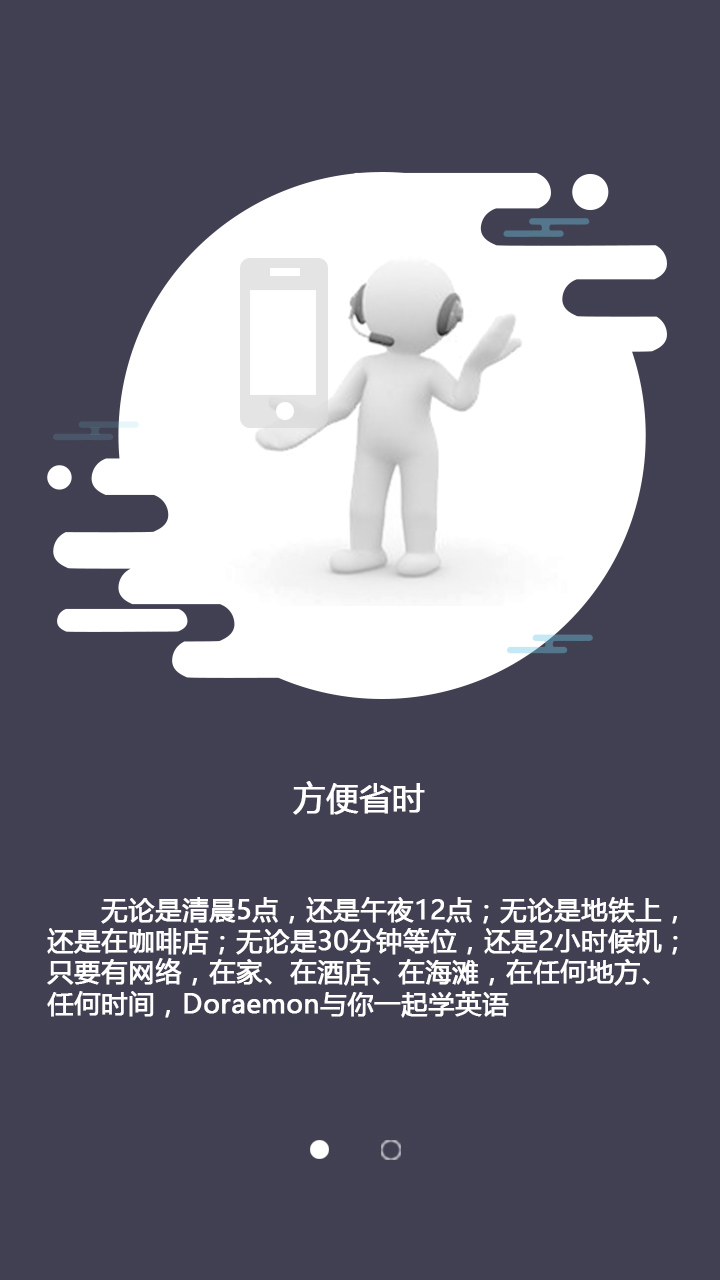 方便省时
无论是清晨5点，还是午夜12点；无论是地铁上，
还是在咖啡店；无论是30分钟等位，还是2小时候机；
只要有网络，在家、在酒店、在海滩，在任何地方、
任何时间，Doraemon与你一起学英语